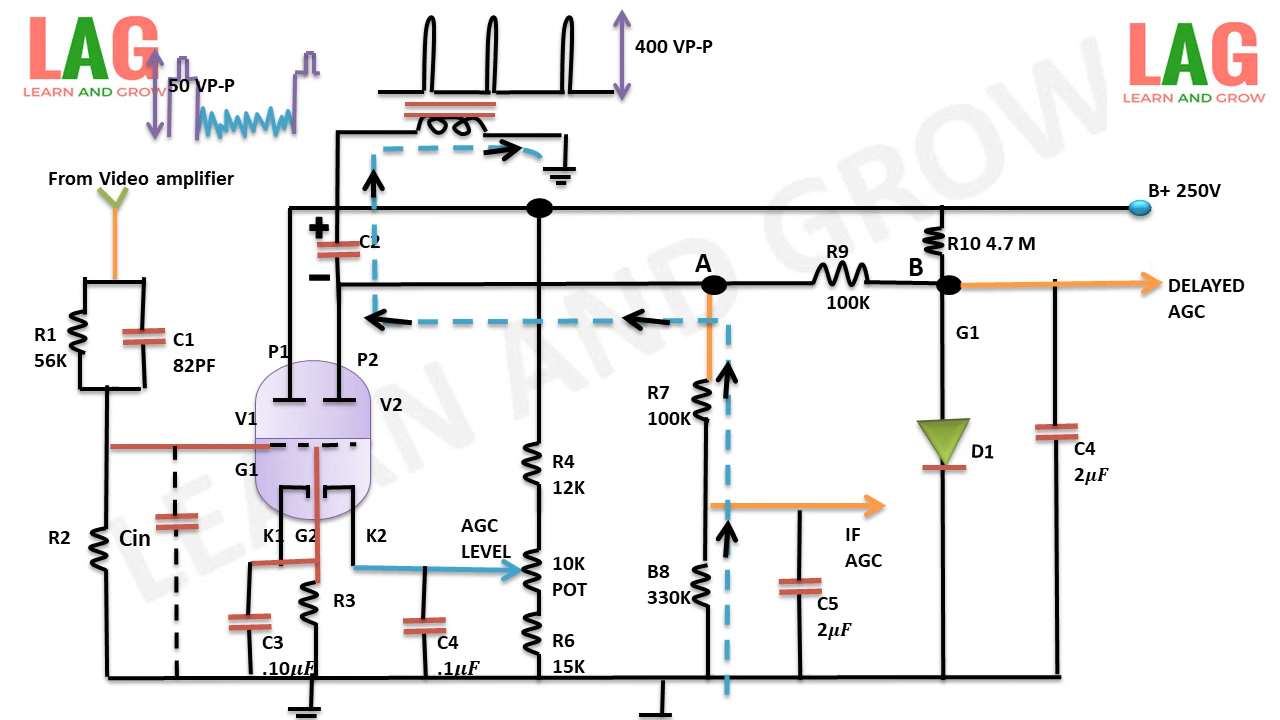 LAG
LEARN AND GROW
50 VP-P
400 VP-P
LAG
LEARN AND GROW
From Video amplifier
B+ 250V
+
C2
−
R10 4.7 M
R9
100K
A
B
DELAYED
AGC
R1
56K
C1
82PF
P1
P2
G1
V1
V2
R7
100K
G1
R4
12K
D1
C4
2μF
R2
Cin
K1
G2
K2
AGC
LEVEL
10K
POT
IF
AGC
B8
330K
R3
C5
2μF
C3
.10μF
C4
.1μF
R6
15K
LEARN AND GROW